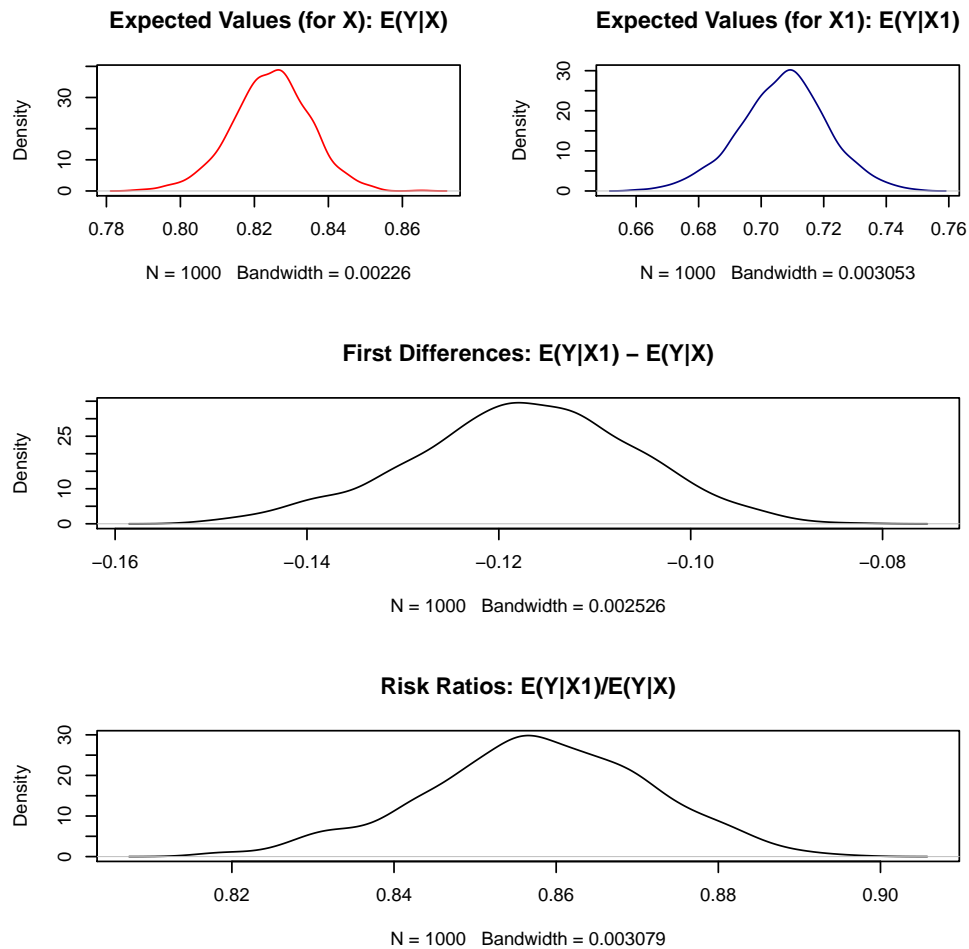 Expected Values (for X): E(Y|X)
Density
30
10
0
0.78 0.80 0.82 0.84 0.86
N = 1000 Bandwidth = 0.00226
Expected Values (for X1): E(Y|X1)
Density
30
20
10
0
0.66 0.68 0.70 0.72 0.74 0.76
N = 1000 Bandwidth = 0.003053
First Differences: E(Y|X1) − E(Y|X)
Density
25
10
0
−0.16 −0.14 −0.12 −0.10 −0.08
N = 1000 Bandwidth = 0.002526
Risk Ratios: E(Y|X1)/E(Y|X)
Density
30
20
10
0
0.82 0.84 0.86 0.88 0.90
N = 1000 Bandwidth = 0.003079